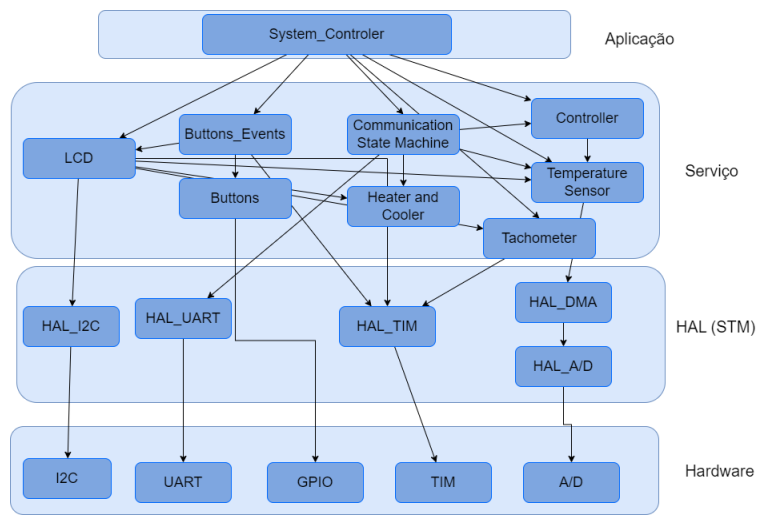 System_Controler
Aplicação
Controller
Buttons_Events
Communication
State Machine
LCD
Temperature
Sensor
Serviço
Buttons
Heater and
Cooler
Tachometer
HAL_DMA
HAL_I2C
HAL_UART
HAL_TIM
HAL (STM)
HAL_A/D
I2C
UART
GPIO
TIM
A/D
Hardware